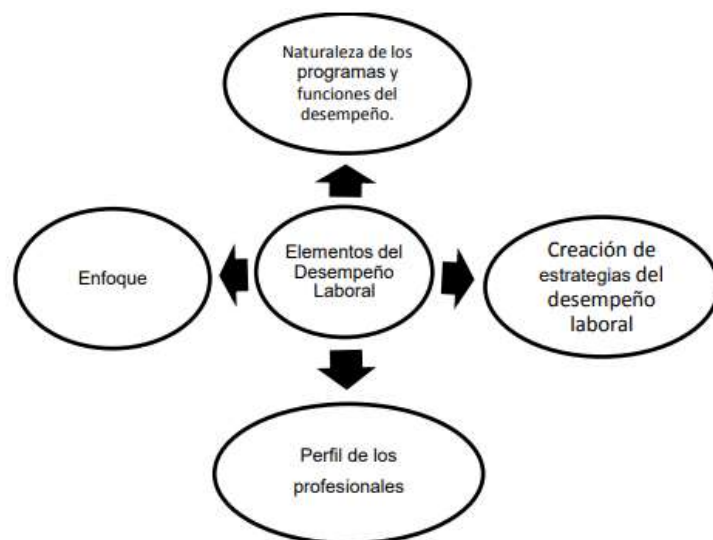 Naturaleza de los
programas y
funciones del
desempeño.
Enfoque
Elementos del
Desempeño
Laboral
Creación de
estrategias del
desempeño
laboral
Perfil de los
profesionales